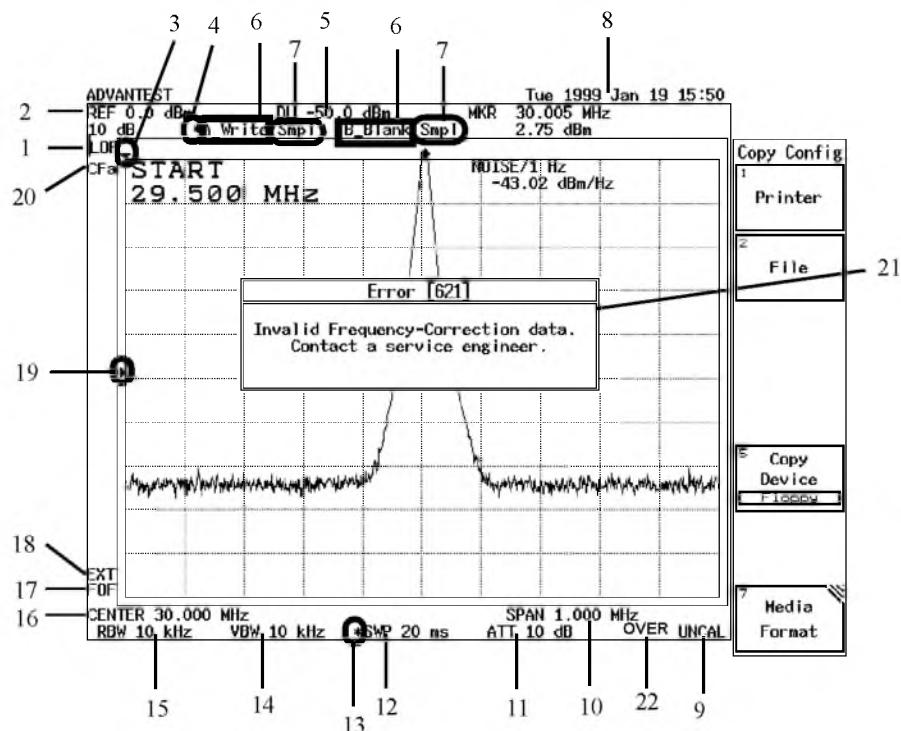 3 4 6 7 5 6 7 8
ADVANTEST Tue 1999 Jan 19 15:50
2 REF 0.0 dBm DLI -50.0 dBm MKR 30.005 MHz
10 dB Write Smpl B_Blank Smpl 2.75 dBm
1
20 START NOISE/1 Hz
29.500 MHz -43.02 dBm/Hz
Copy Config
1
Printer
2
File
21
Error [621]
Invalid Frequency-Correction data.
Contact a service engineer.
19
5
Copy
Device
Floppy
18 EXT
17
16 CENTER 30.000 MHz SPAN 1.000 MHz
RBW 10 kHz VBW 10 kHz *SWP 20 ms ATT 10 dB OVER UNCAL
7
Media
Format
15 14 13 12 11 10 22 9